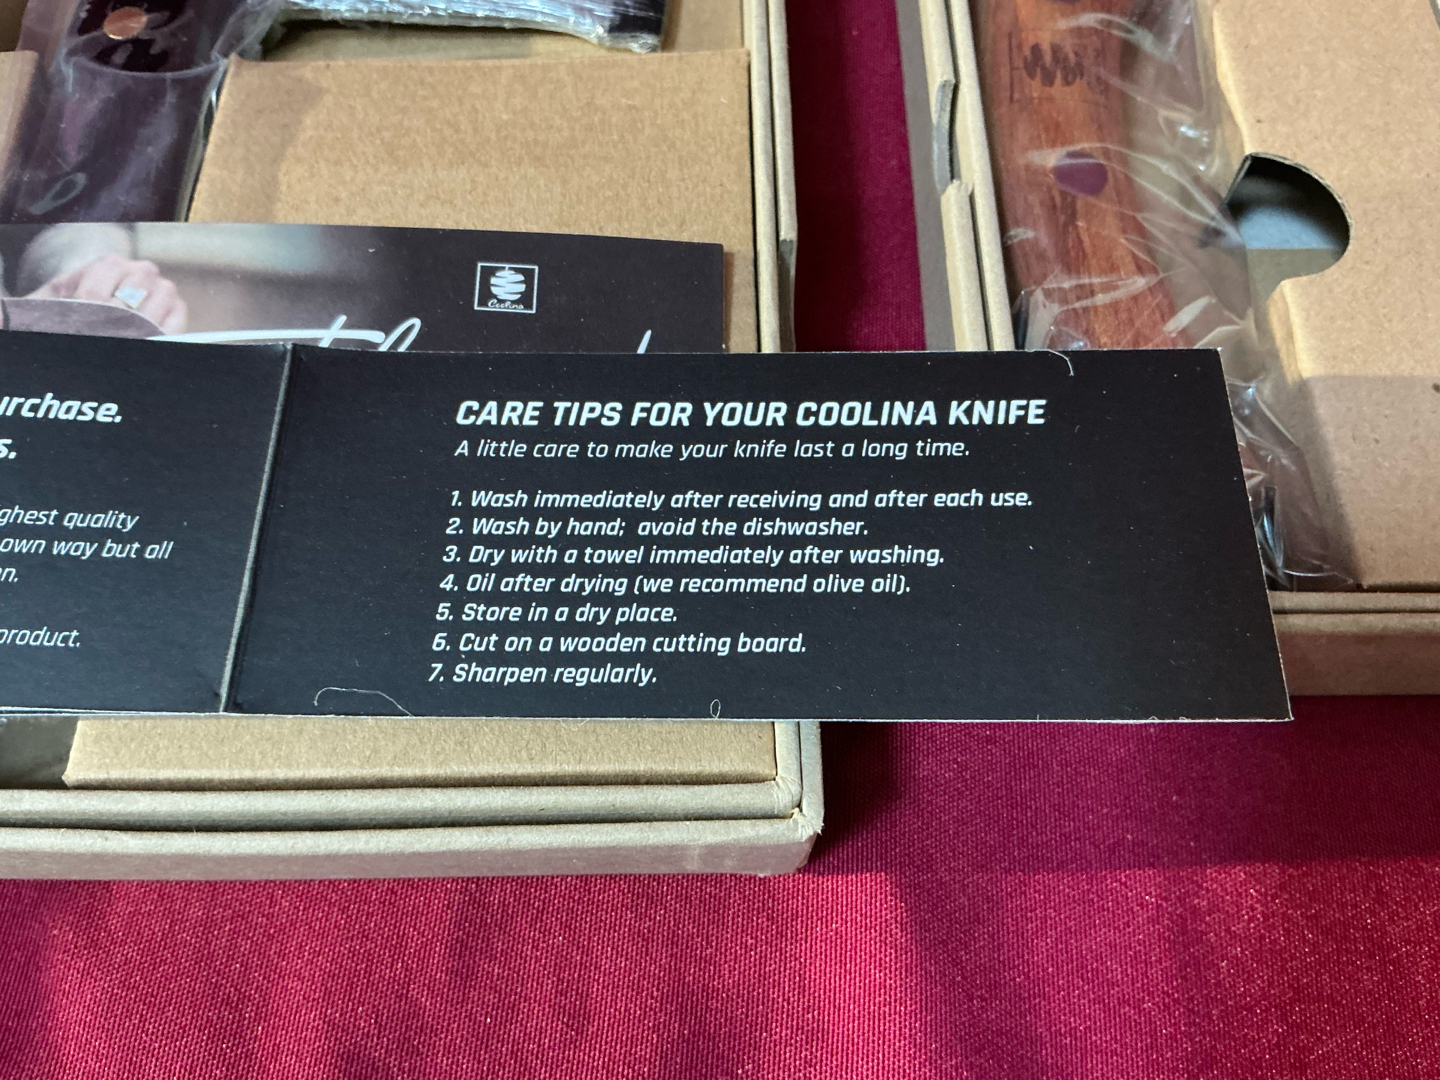 Coolina
urchase.
s.
ghest quality
own way but all
n.
product.
CARE TIPS FOR YOUR COOLINA KNIFE
A little care to make your knife last a long time.
1. Wash immediately after receiving and after each use.
2. Wash by hand; avoid the dishwasher.
3. Dry with a towel immediately after washing.
4. Oil after drying (we recommend olive oil).
5. Store in a dry place.
6. Cut on a wooden cutting board.
7. Sharpen regularly.